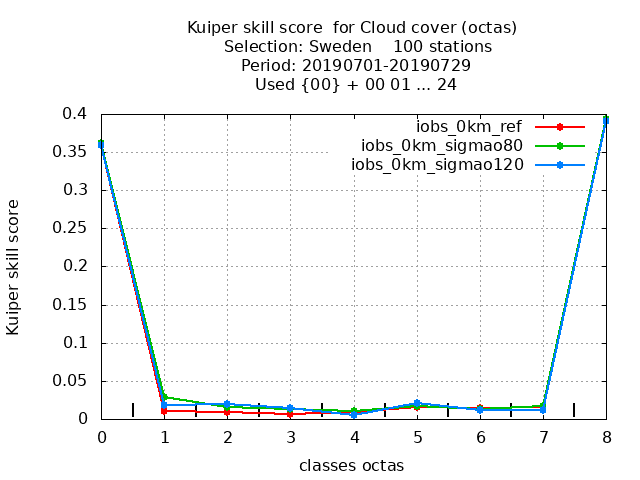 Kuiper skill score  for Cloud cover (octas)
Selection: Sweden    100 stations
Period: 20190701-20190729
Used {00} + 00 01 ... 24
iobs_0km_ref
iobs_0km_sigmao80
iobs_0km_sigmao120
Kuiper skill score
0.4
0.35
0.3
0.25
0.2
0.15
0.1
0.05
0
0 1 2 3 4 5 6 7 8
classes octas